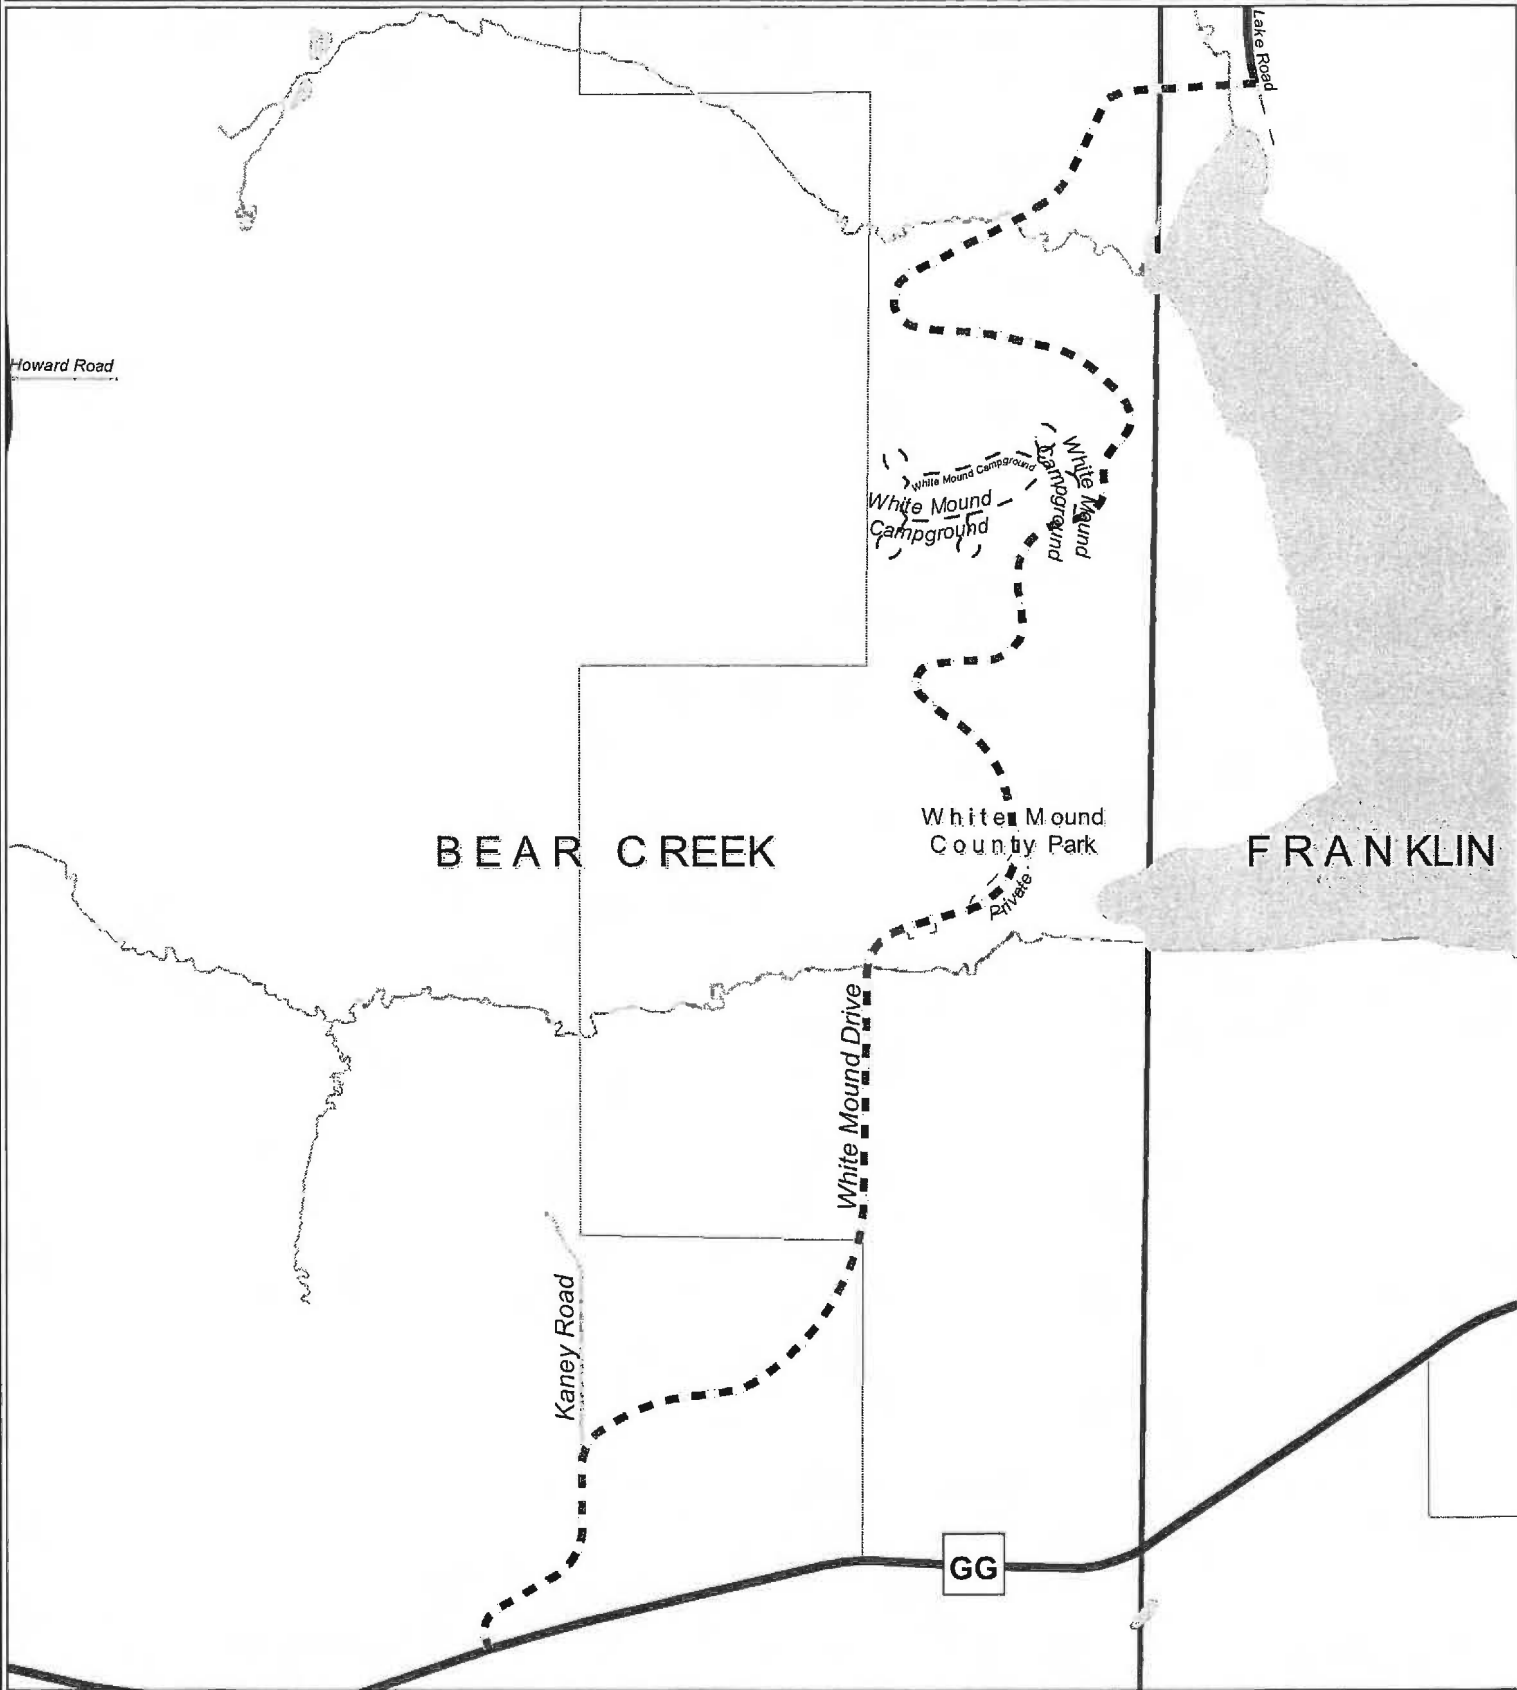 Lake Road
Howard Road
White Mound Campground
White Mound
Campground
White Mound
Campground
White Mound
County Park
BEAR CREEK
FRANKLIN
Private
White Mound Drive
Kaney Road
GG